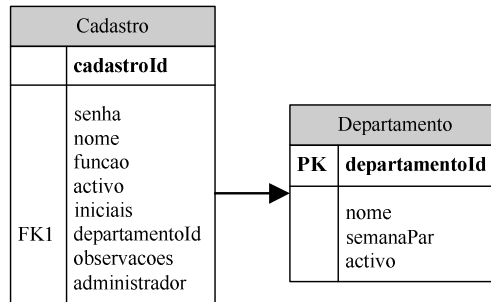 Cadastro
cadastroId
senha
nome
funcao
activo
iniciais
FK1 departamentoId
observacoes
administrador
Departamento
PK departamentoId
nome
semanaPar
activo